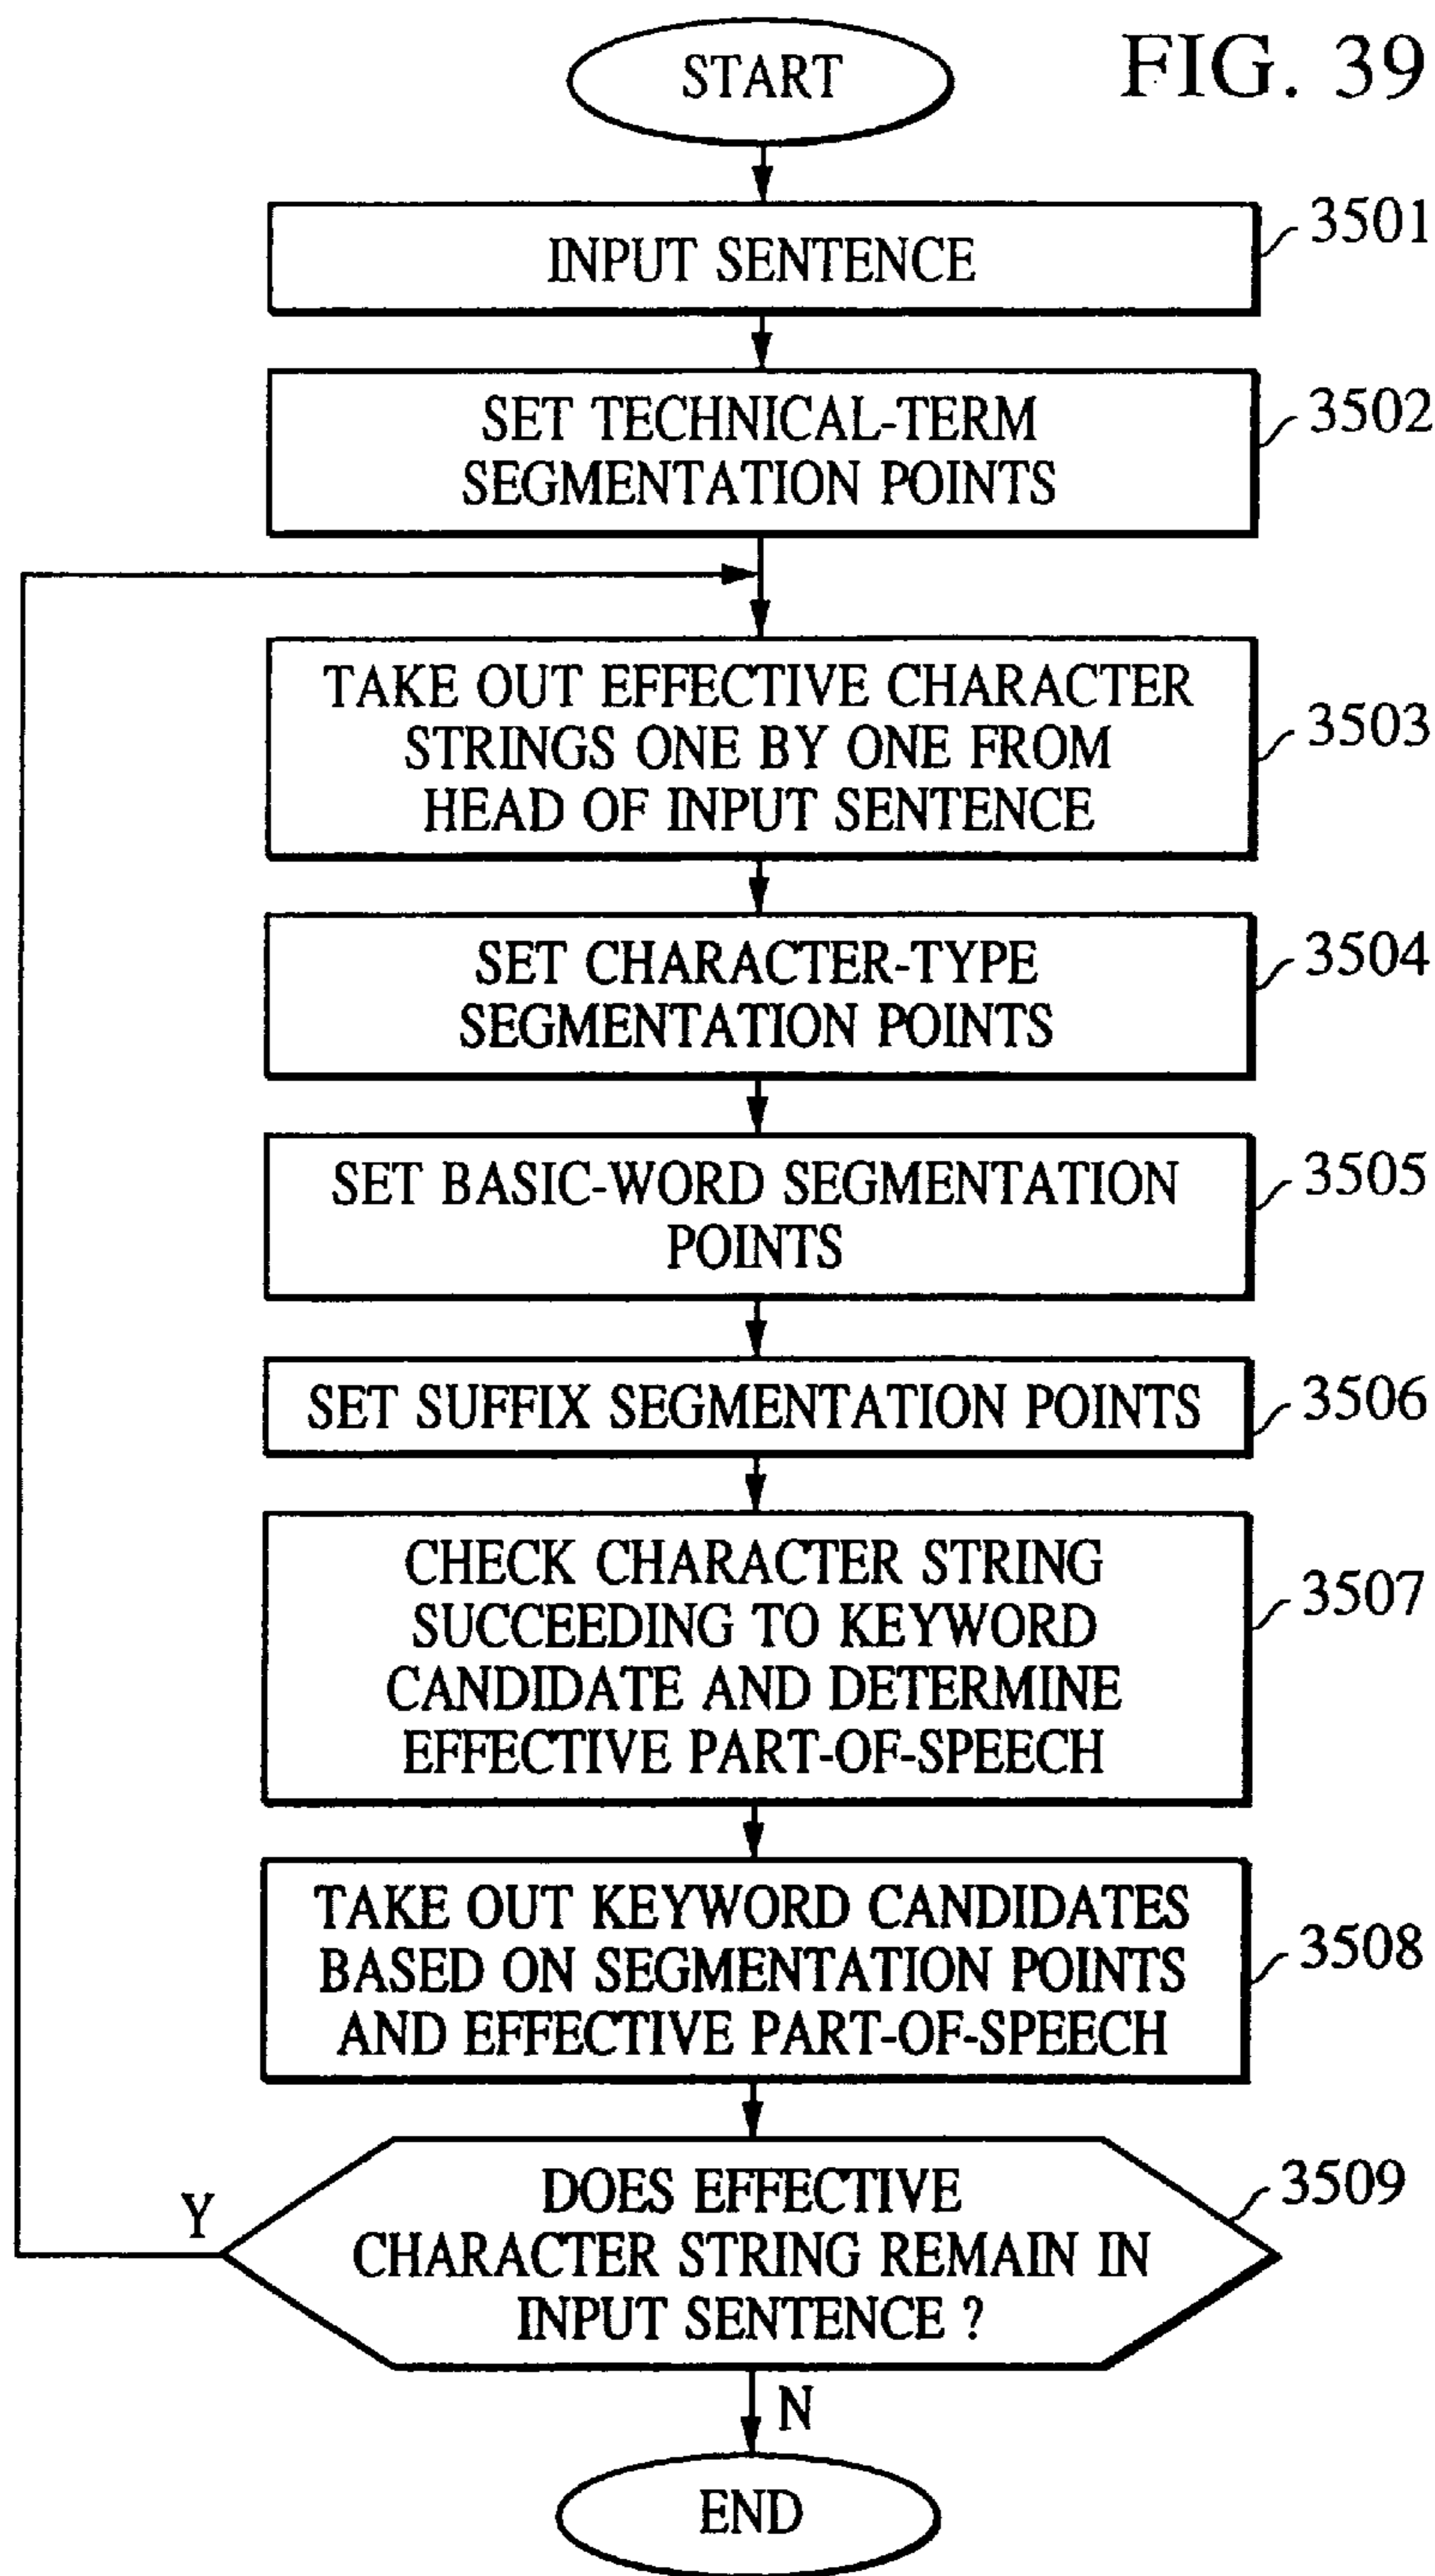 FIG. 39
START
INPUT SENTENCE
3501
SET TECHNICAL-TERM
SEGMENTATION POINTS
3502
TAKE OUT EFFECTIVE CHARACTER
STRINGS ONE BY ONE FROM
HEAD OF INPUT SENTENCE
3503
SET CHARACTER-TYPE
SEGMENTATION POINTS
3504
SET BASIC-WORD SEGMENTATION
POINTS
3505
SET SUFFIX SEGMENTATION POINTS
3506
CHECK CHARACTER STRING
SUCCEEDING TO KEYWORD
CANDIDATE AND DETERMINE
EFFECTIVE PART-OF-SPEECH
3507
TAKE OUT KEYWORD CANDIDATES
BASED ON SEGMENTATION POINTS
AND EFFECTIVE PART-OF-SPEECH
3508
DOES EFFECTIVE
CHARACTER STRING REMAIN IN
INPUT SENTENCE ?
3509
Y
N
END